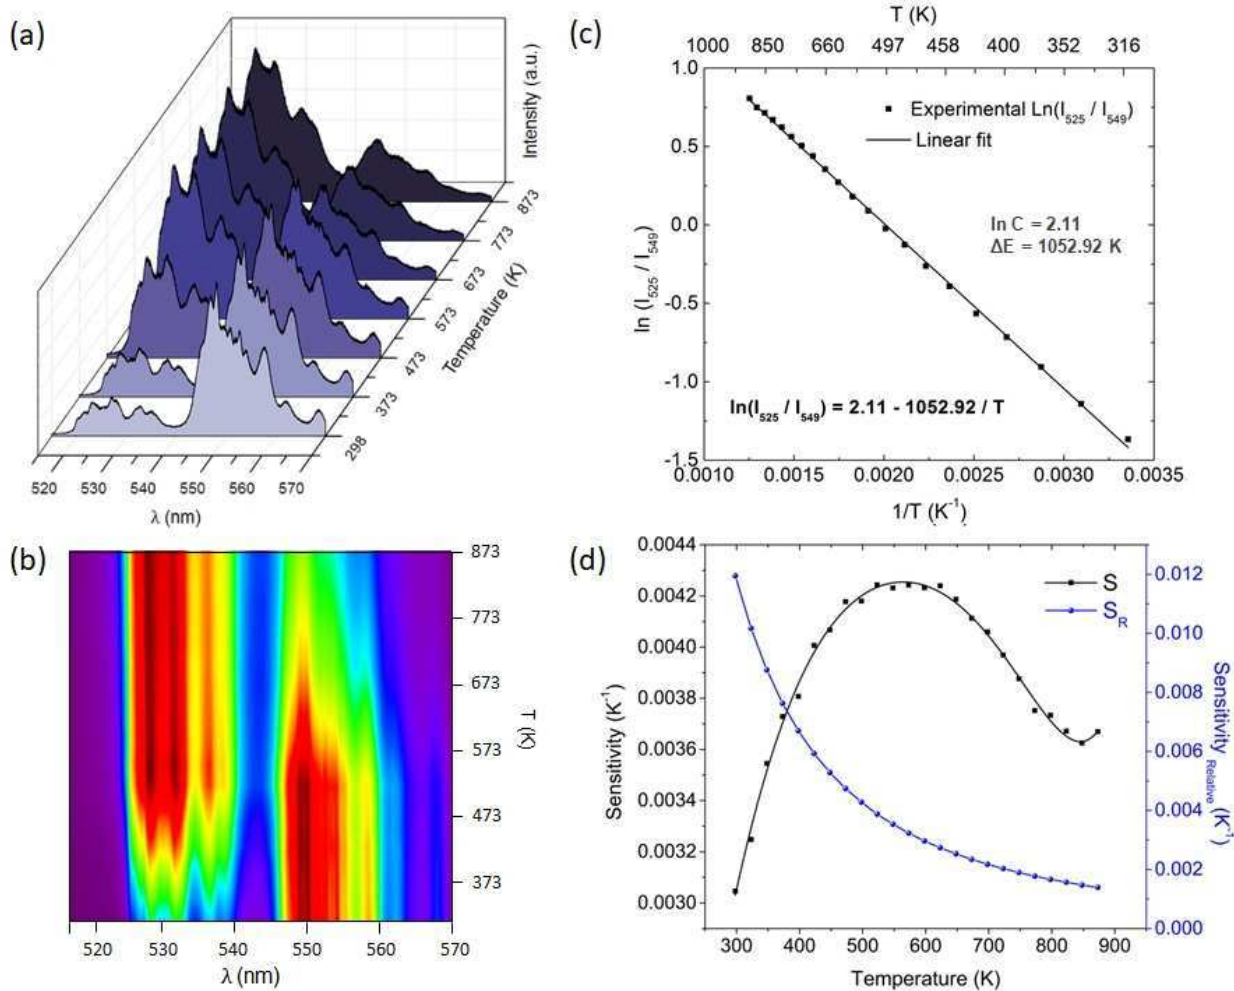 (a)
Intensity (a.u.)
873
773
673
573
473
373
298
Temperature (K)
520 530 540 550 560 570
λ (nm)
(b)
873
773
673
573
473
373
T (K)
520 530 540 550 560 570
λ (nm)
(c)
T (K)
1000 850 660 497 458 400 352 316
1.0
0.5
0.0
-0.5
-1.0
-1.5
ln (I525 / I549)
Experimental Ln(I525 / I549)
Linear fit
ln C = 2.11
ΔE = 1052.92 K
ln(I525 / I549) = 2.11 - 1052.92 / T
0.0010 0.0015 0.0020 0.0025 0.0030 0.0035
1/T (K-1)
(d)
0.0044
0.0042
0.0040
0.0038
0.0036
0.0034
0.0032
0.0030
Sensitivity (K-1)
S
SR
0.012
0.010
0.008
0.006
0.004
0.002
0.000
Sensitivity Relative (K-1)
300 400 500 600 700 800 900
Temperature (K)